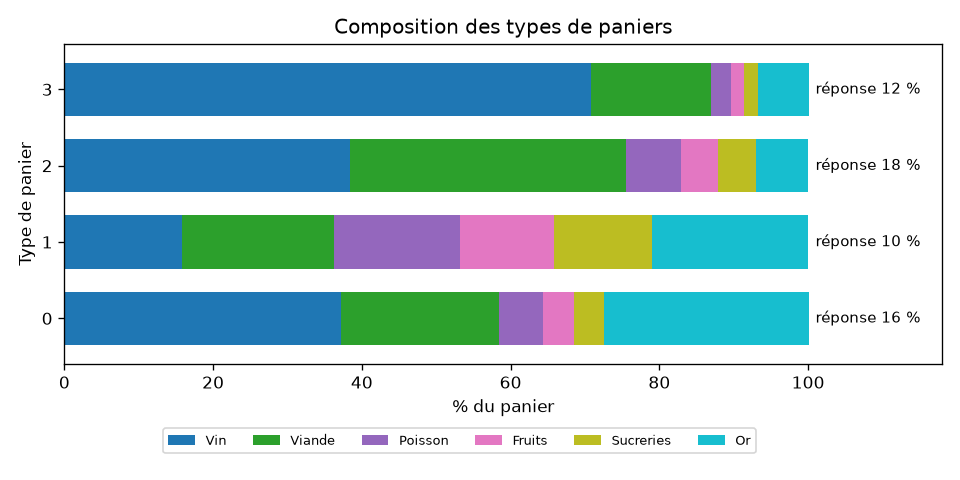 Composition des types de paniers
Type de panier
3
réponse 12 %
2
réponse 18 %
1
réponse 10 %
0
réponse 16 %
0 20 40 60 80 100
% du panier
Vin Viande Poisson Fruits Sucreries Or